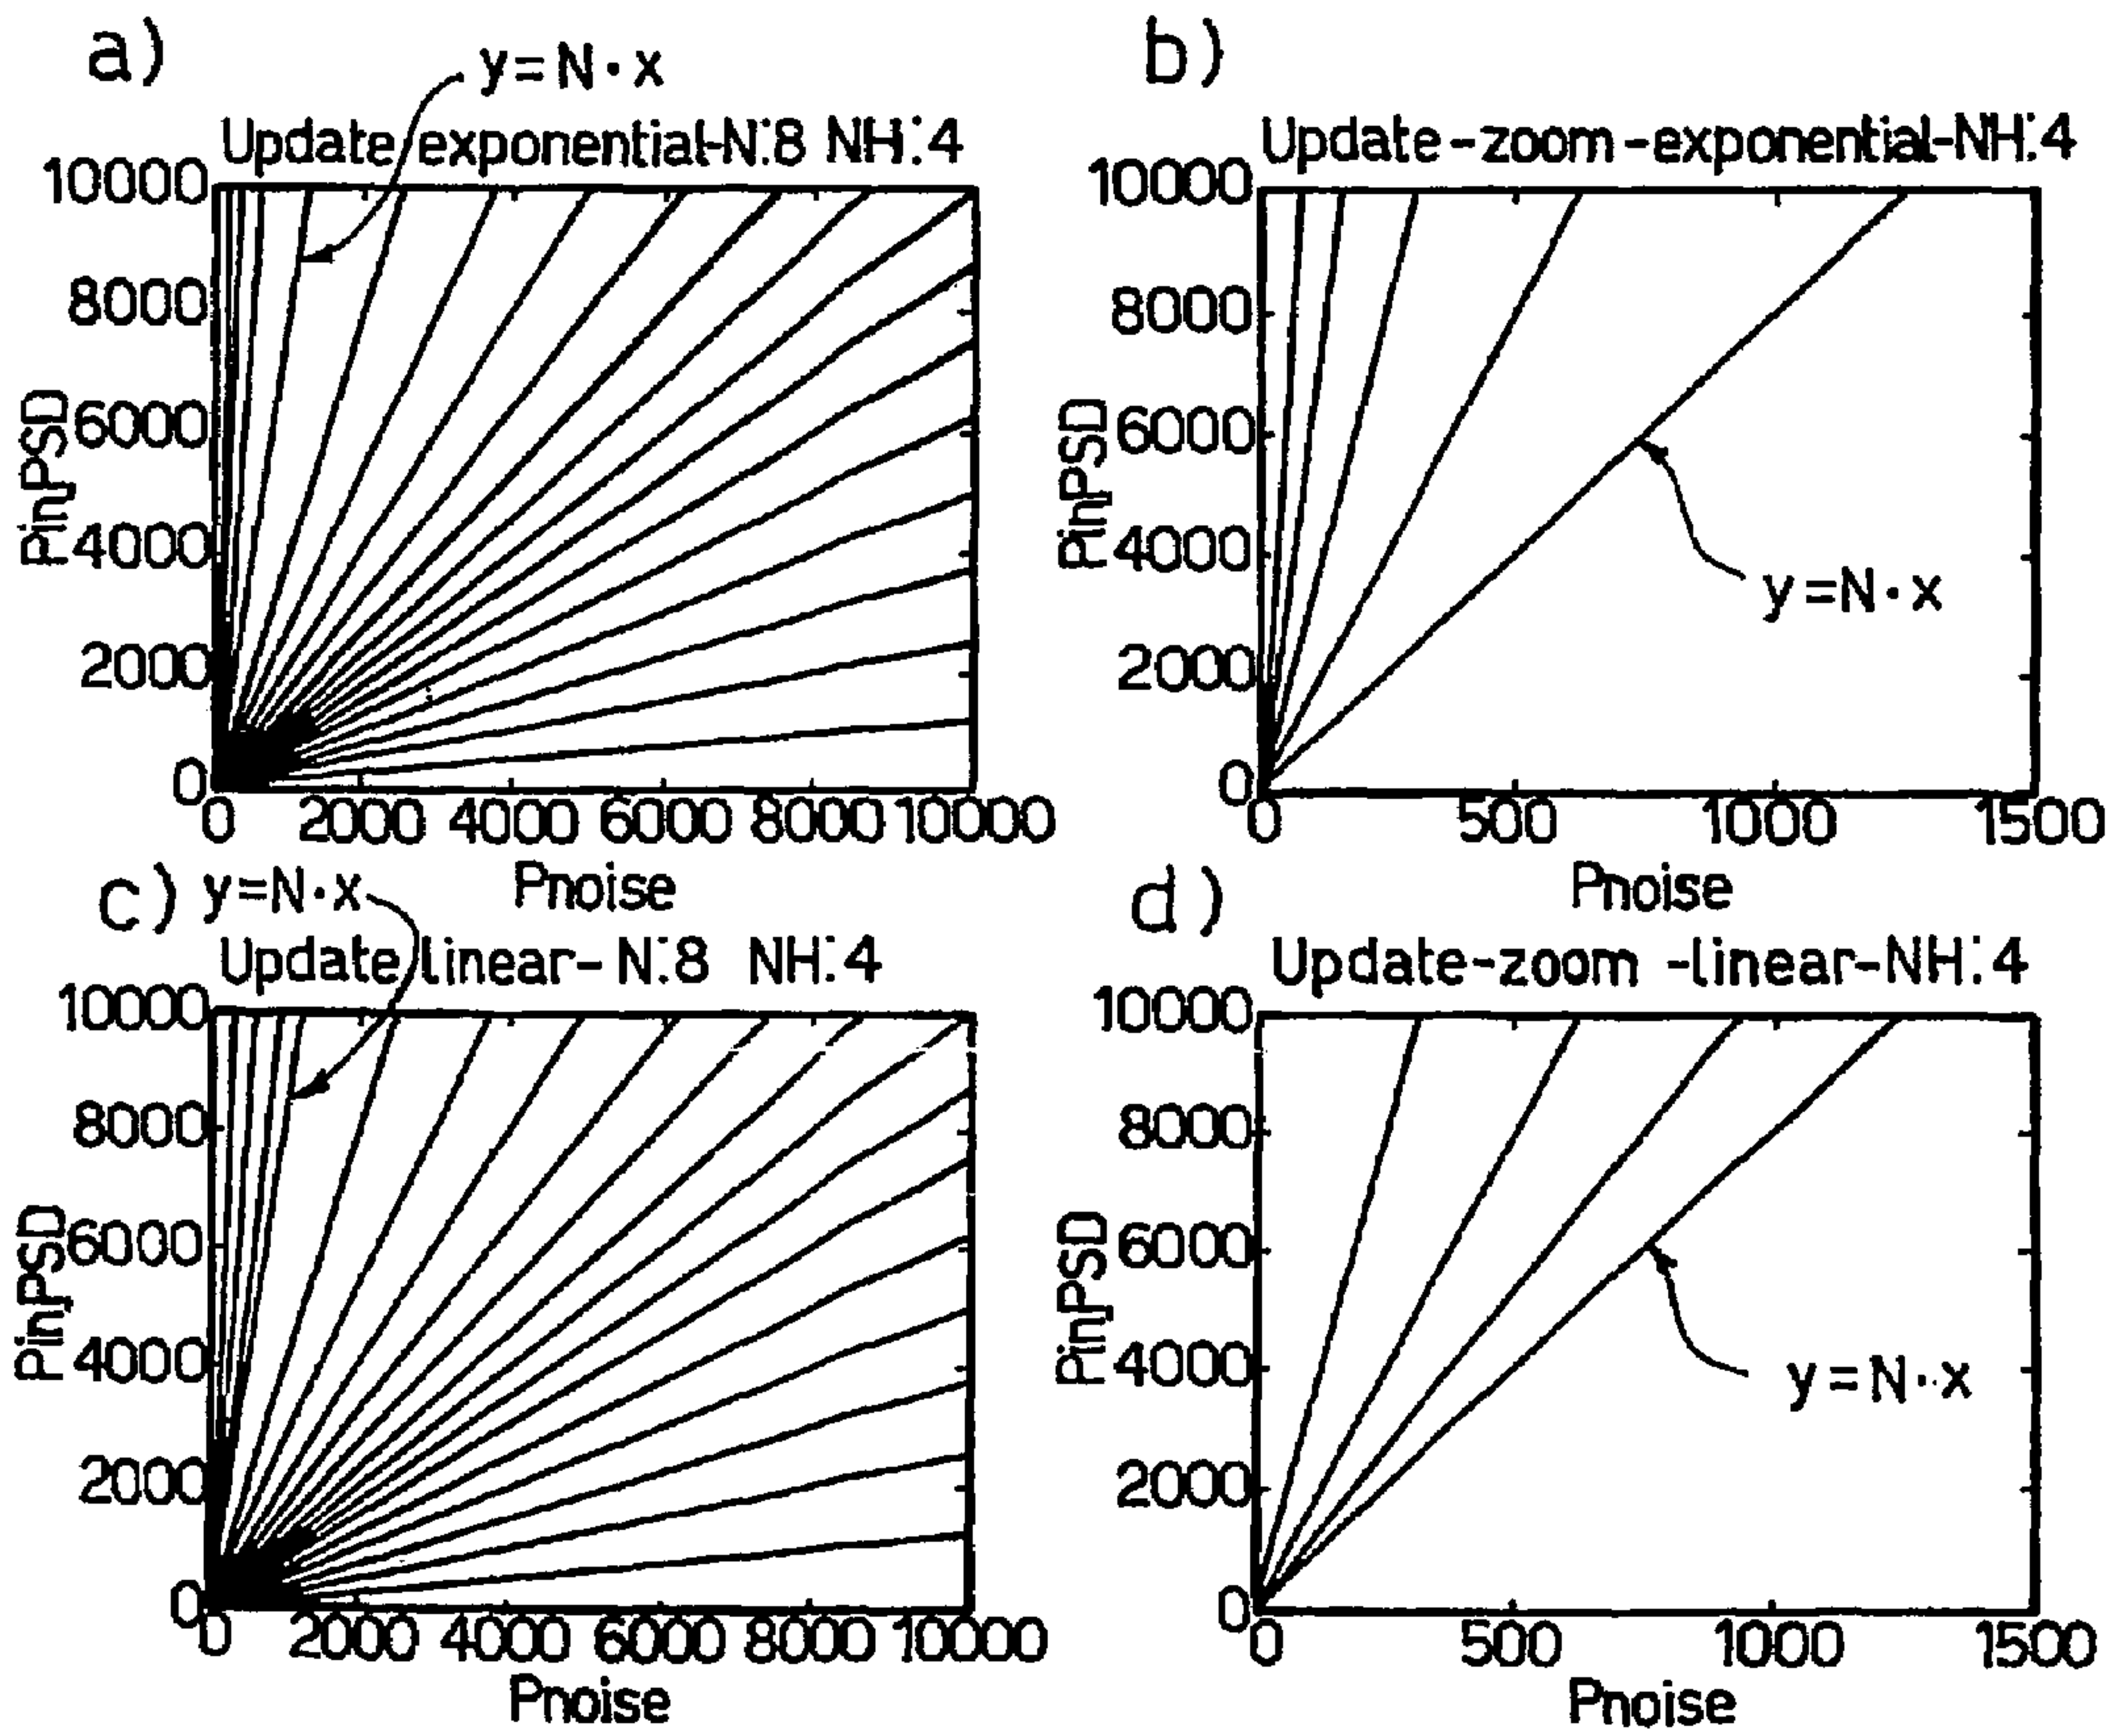 a)
y=N·x
Update exponential-N:8 NH:4
10000
8000
6000
4000
2000
0
PinPSD
0 2000 4000 6000 8000 10000
Pnoise
b)
Update-zoom-exponential-NH:4
10000
8000
6000
4000
2000
0
PinPSD
y=N·x
0 500 1000 1500
Pnoise
c)
y=N·x
Update linear-N:8 NH:4
10000
8000
6000
4000
2000
0
PinPSD
0 2000 4000 6000 8000 10000
Pnoise
d)
Update-zoom-linear-NH:4
10000
8000
6000
4000
2000
0
PinPSD
y=N·x
0 500 1000 1500
Pnoise